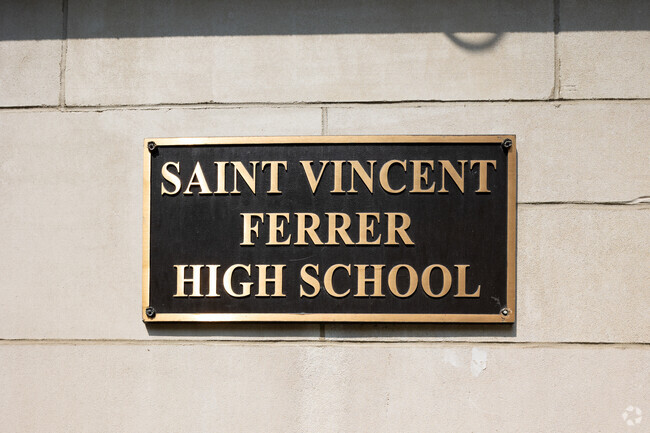 SAINT VINCENT
FERRER
HIGH SCHOOL